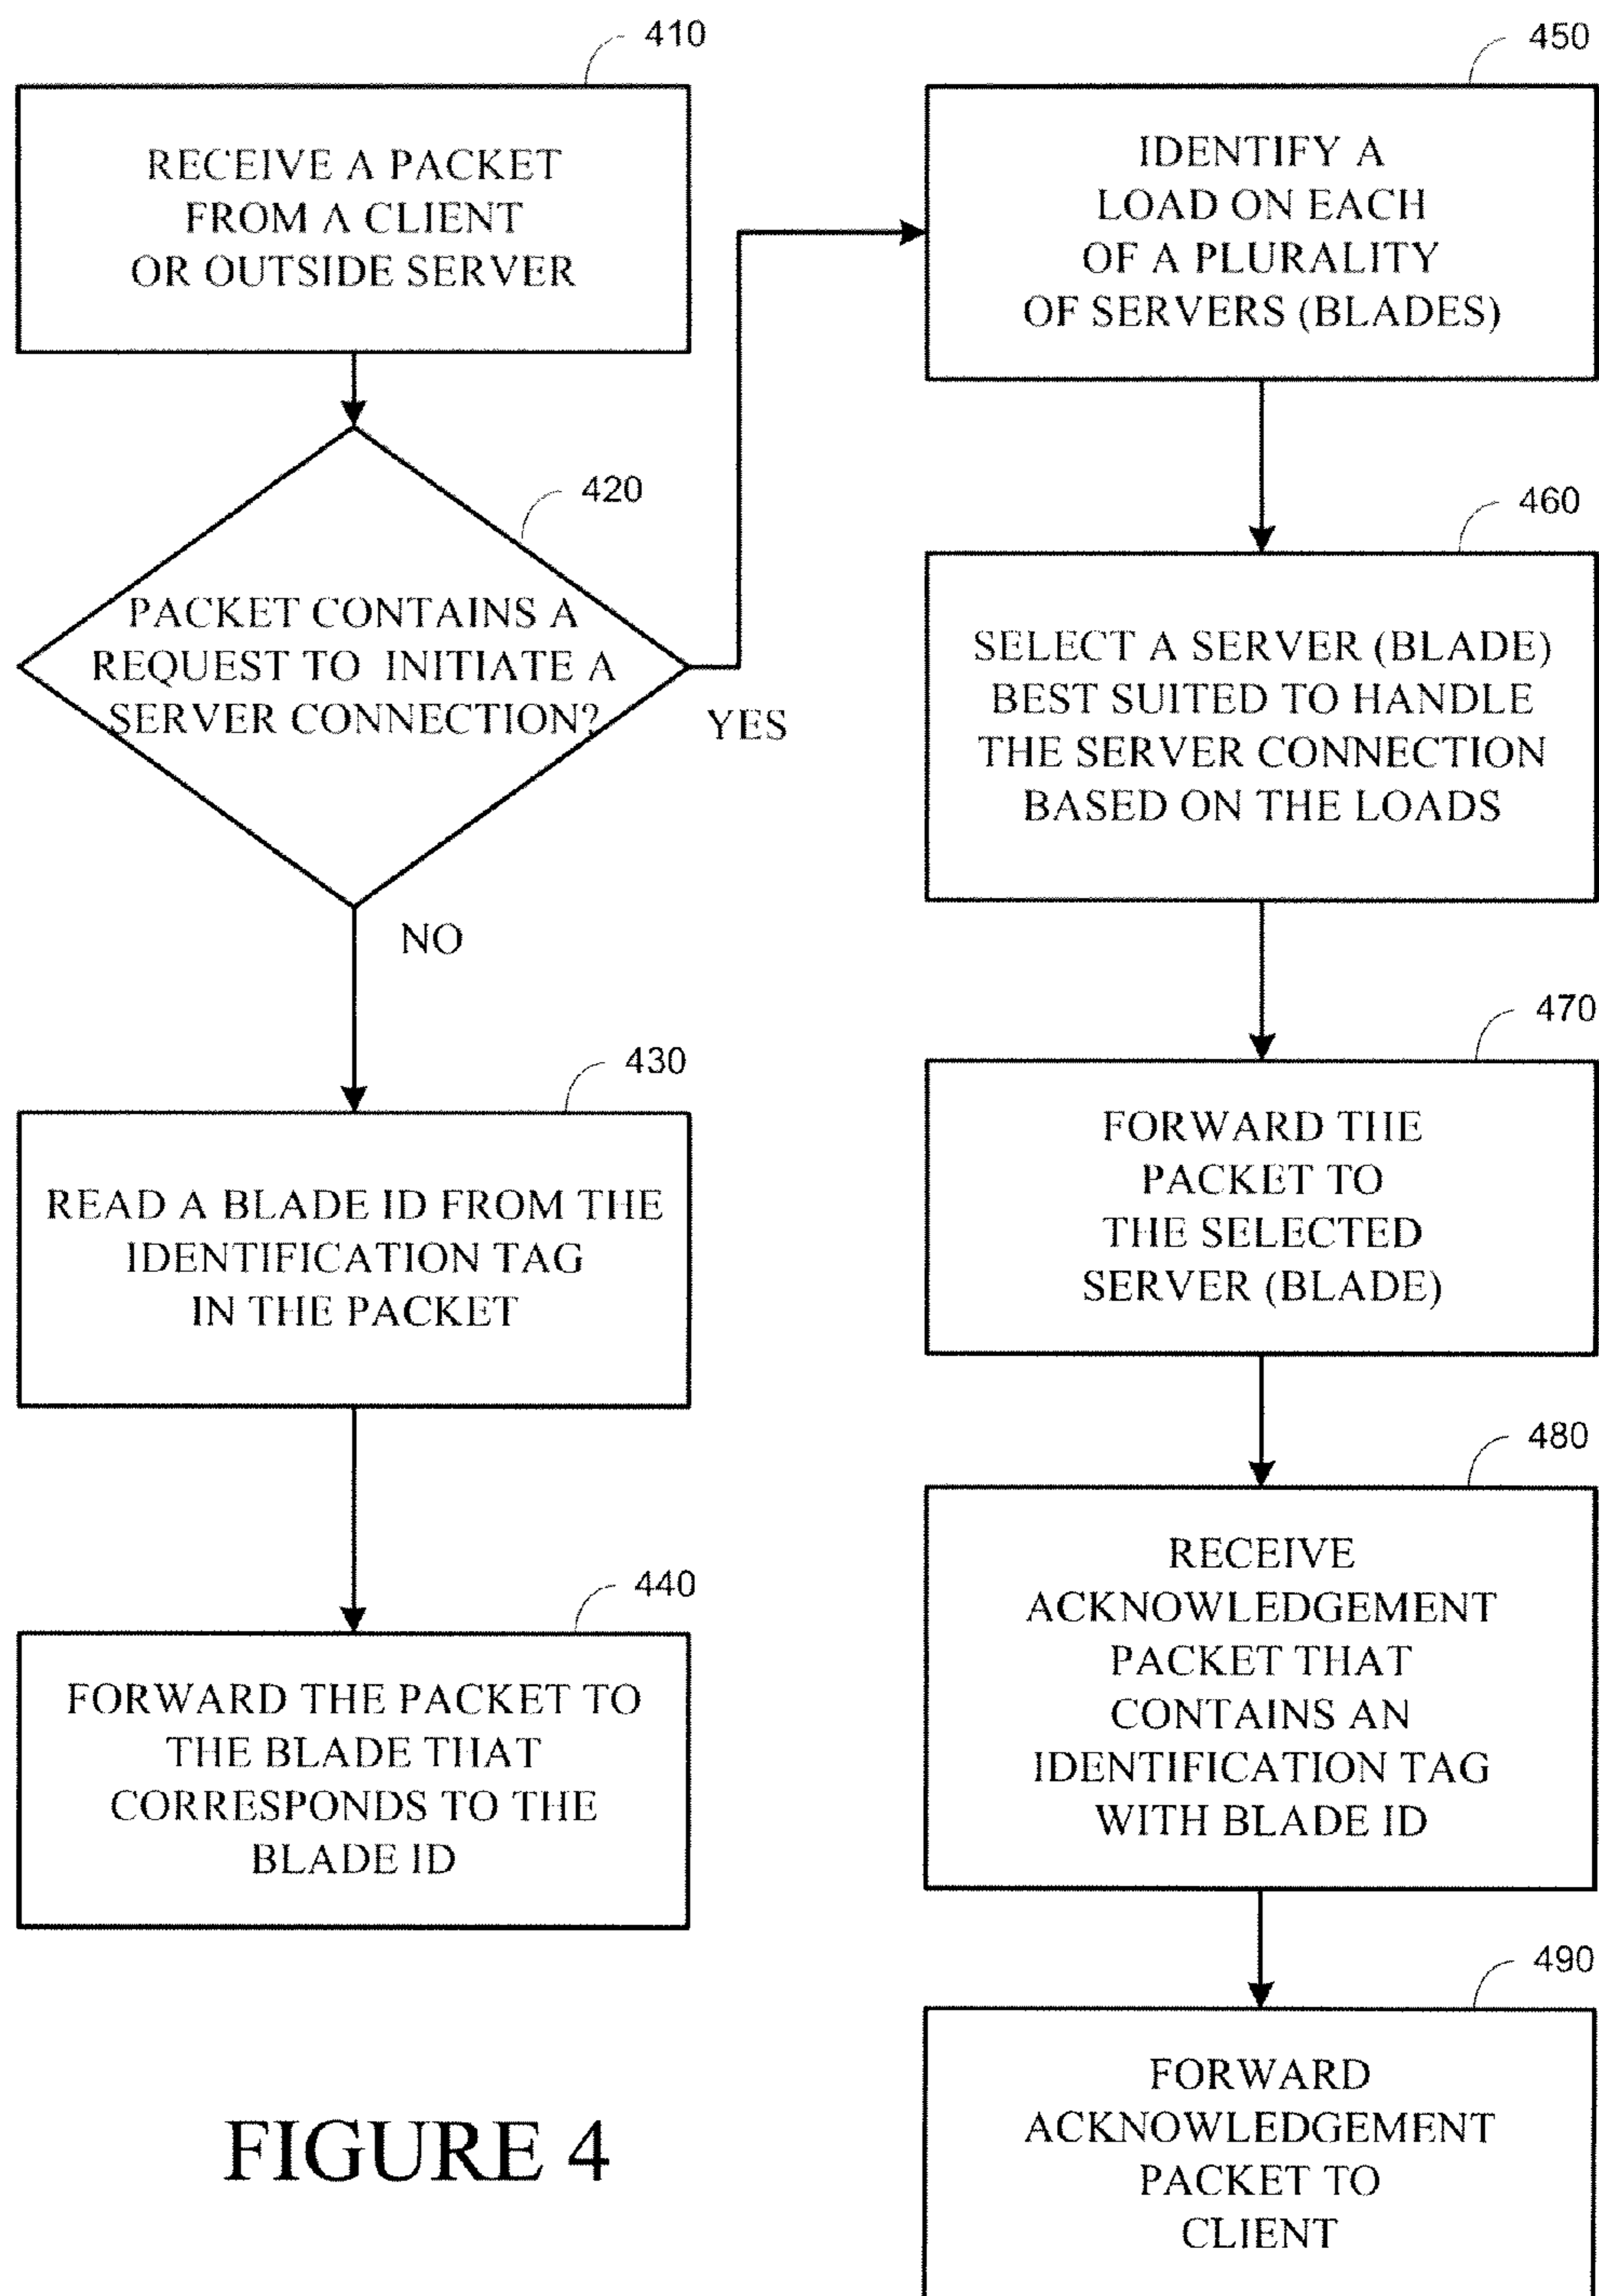 410
RECEIVE A PACKET
FROM A CLIENT
OR OUTSIDE SERVER
420
PACKET CONTAINS A
REQUEST TO INITIATE A
SERVER CONNECTION?
YES
NO
430
READ A BLADE ID FROM THE
IDENTIFICATION TAG
IN THE PACKET
440
FORWARD THE PACKET TO
THE BLADE THAT
CORRESPONDS TO THE
BLADE ID
450
IDENTIFY A
LOAD ON EACH
OF A PLURALITY
OF SERVERS (BLADES)
460
SELECT A SERVER (BLADE)
BEST SUITED TO HANDLE
THE SERVER CONNECTION
BASED ON THE LOADS
470
FORWARD THE
PACKET TO
THE SELECTED
SERVER (BLADE)
480
RECEIVE
ACKNOWLEDGEMENT
PACKET THAT
CONTAINS AN
IDENTIFICATION TAG
WITH BLADE ID
490
FORWARD
ACKNOWLEDGEMENT
PACKET TO
CLIENT
FIGURE 4